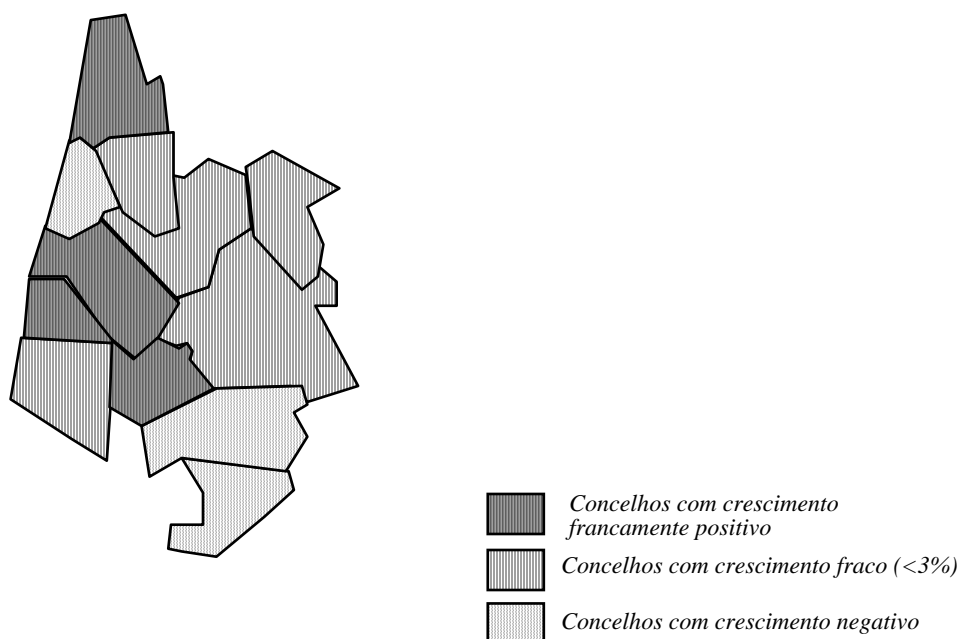 Concelhos com crescimento
francamente positivo
Concelhos com crescimento fraco (<3%)
Concelhos com crescimento negativo